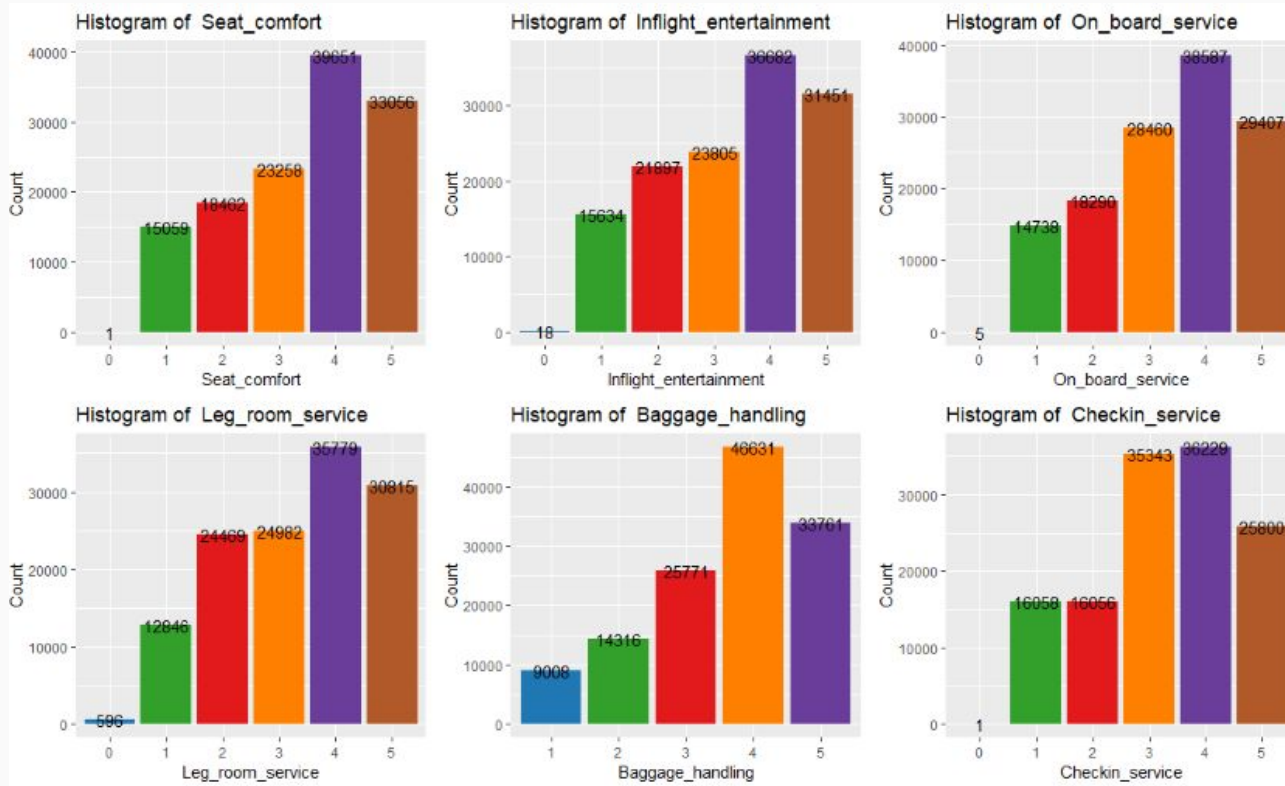 Histogram of Seat_comfort
40000
30000
20000
10000
0
Count
1
15059
18462
23258
39651
33056
0 1 2 3 4 5
Seat_comfort
Histogram of Inflight_entertainment
30000
20000
10000
0
Count
18
15634
21897
23805
36682
31451
0 1 2 3 4 5
Inflight_entertainment
Histogram of On_board_service
40000
30000
20000
10000
0
Count
5
14738
18290
28460
38587
29407
0 1 2 3 4 5
On_board_service
Histogram of Leg_room_service
30000
20000
10000
0
Count
596
12846
24469
24982
35779
30815
0 1 2 3 4 5
Leg_room_service
Histogram of Baggage_handling
40000
30000
20000
10000
0
Count
9008
14316
25771
46631
33761
1 2 3 4 5
Baggage_handling
Histogram of Checkin_service
30000
20000
10000
0
Count
1
16058
16056
35343
36229
25800
0 1 2 3 4 5
Checkin_service